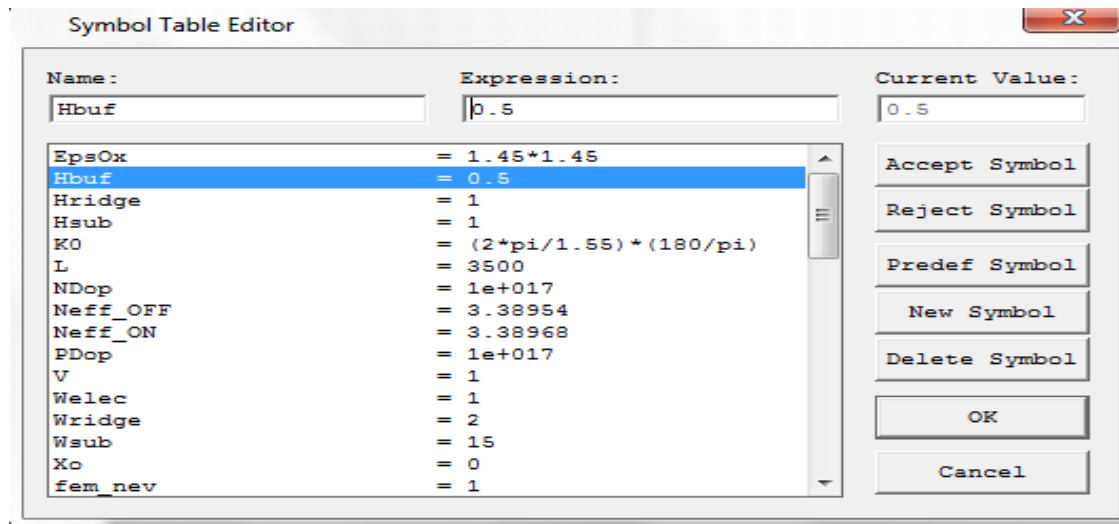 Symbol Table Editor
Name: Expression: Current Value:
Hbuf 0.5 0.5
EpsOx = 1.45*1.45
Hbuf = 0.5
Hridge = 1
Hsub = 1
K0 = (2*pi/1.55)*(180/pi)
L = 3500
NDop = 1e+017
Neff_OFF = 3.38954
Neff_ON = 3.38968
PDop = 1e+017
V = 1
Welec = 1
Wridge = 2
Wsub = 15
Xo = 0
fem_nev = 1
Accept Symbol
Reject Symbol
Predef Symbol
New Symbol
Delete Symbol
OK
Cancel